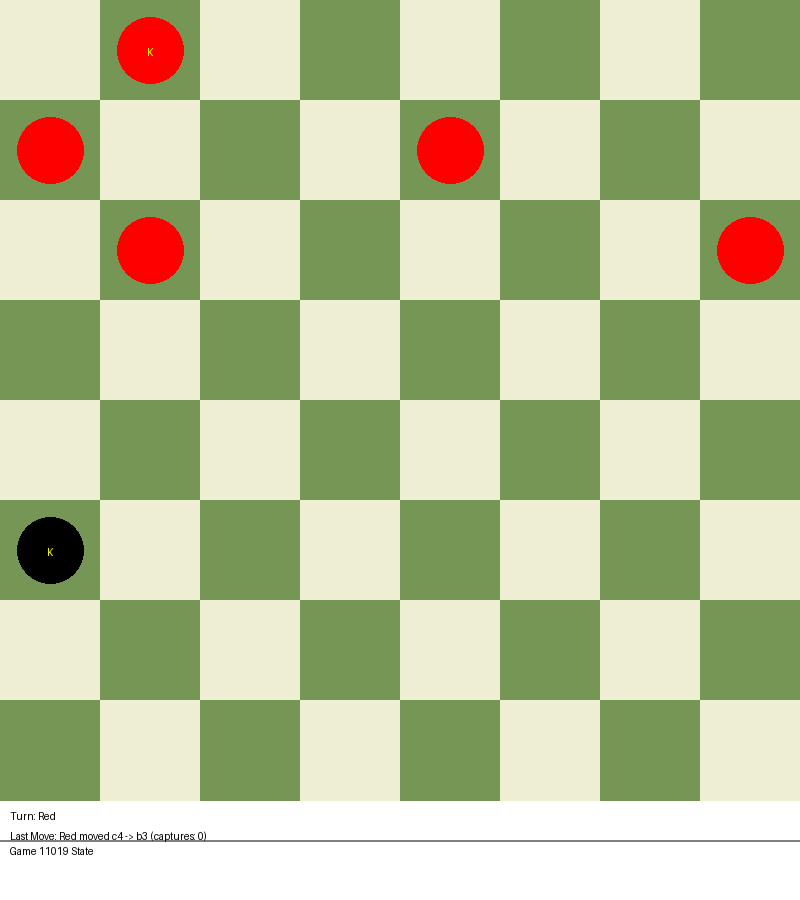 K
K
Turn: Red
Last Move: Red moved c4 -> b3 (captures: 0)
Game 11019 State